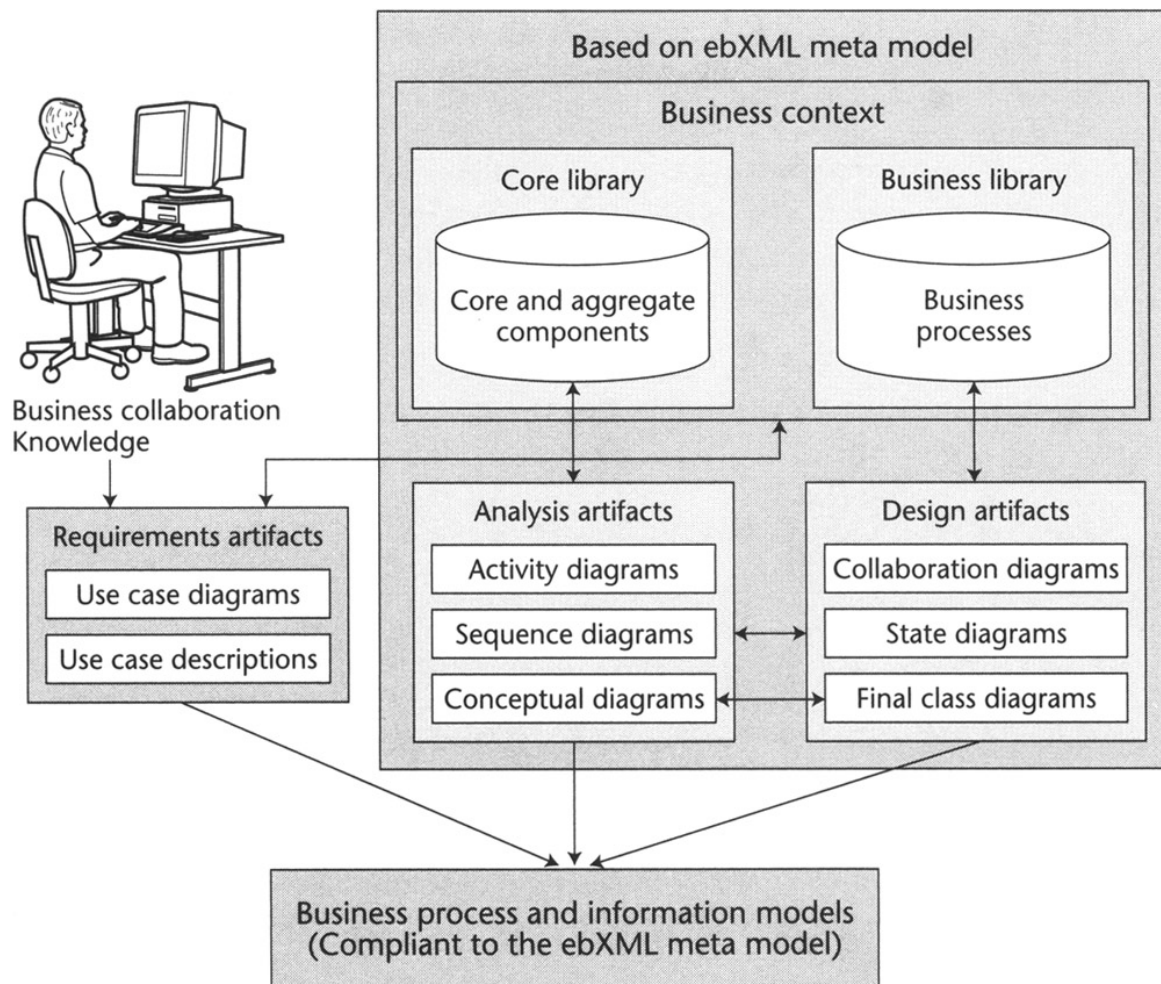 Based on ebXML meta model
Business context
Core library
Core and aggregate
components
Business library
Business
processes
Business collaboration
Knowledge
Requirements artifacts
Use case diagrams
Use case descriptions
Analysis artifacts
Activity diagrams
Sequence diagrams
Conceptual diagrams
Design artifacts
Collaboration diagrams
State diagrams
Final class diagrams
Business process and information models
(Compliant to the ebXML meta model)